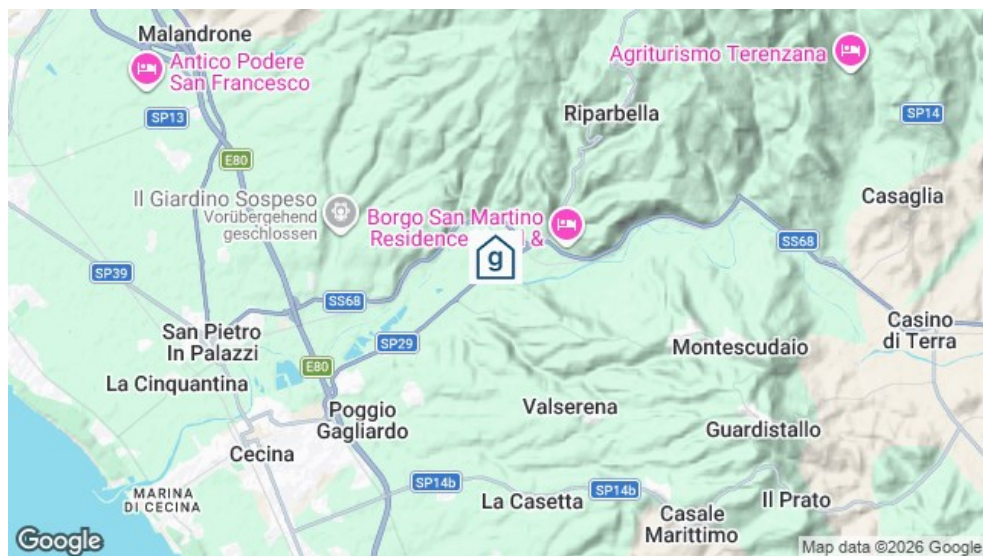 Malandrone
Antico Podere
San Francesco
Agriturismo Terenzana
Riparbella
SP13
SP14
E80
Casaglia
Il Giardino Sospeso
Vorübergehend
geschlossen
Borgo San Martino
Residence
&
g
SS68
SP39
SS68
San Pietro
In Palazzi
SP29
Casino
di Terra
Montescudaio
E80
La Cinquantina
Poggio
Gagliardo
Valserena
Guardistallo
Cecina
SP14b
SP14b
La Casetta
Il Prato
MARINA
DI CECINA
Casale
Marittimo
Google
Map data ©2026 Google